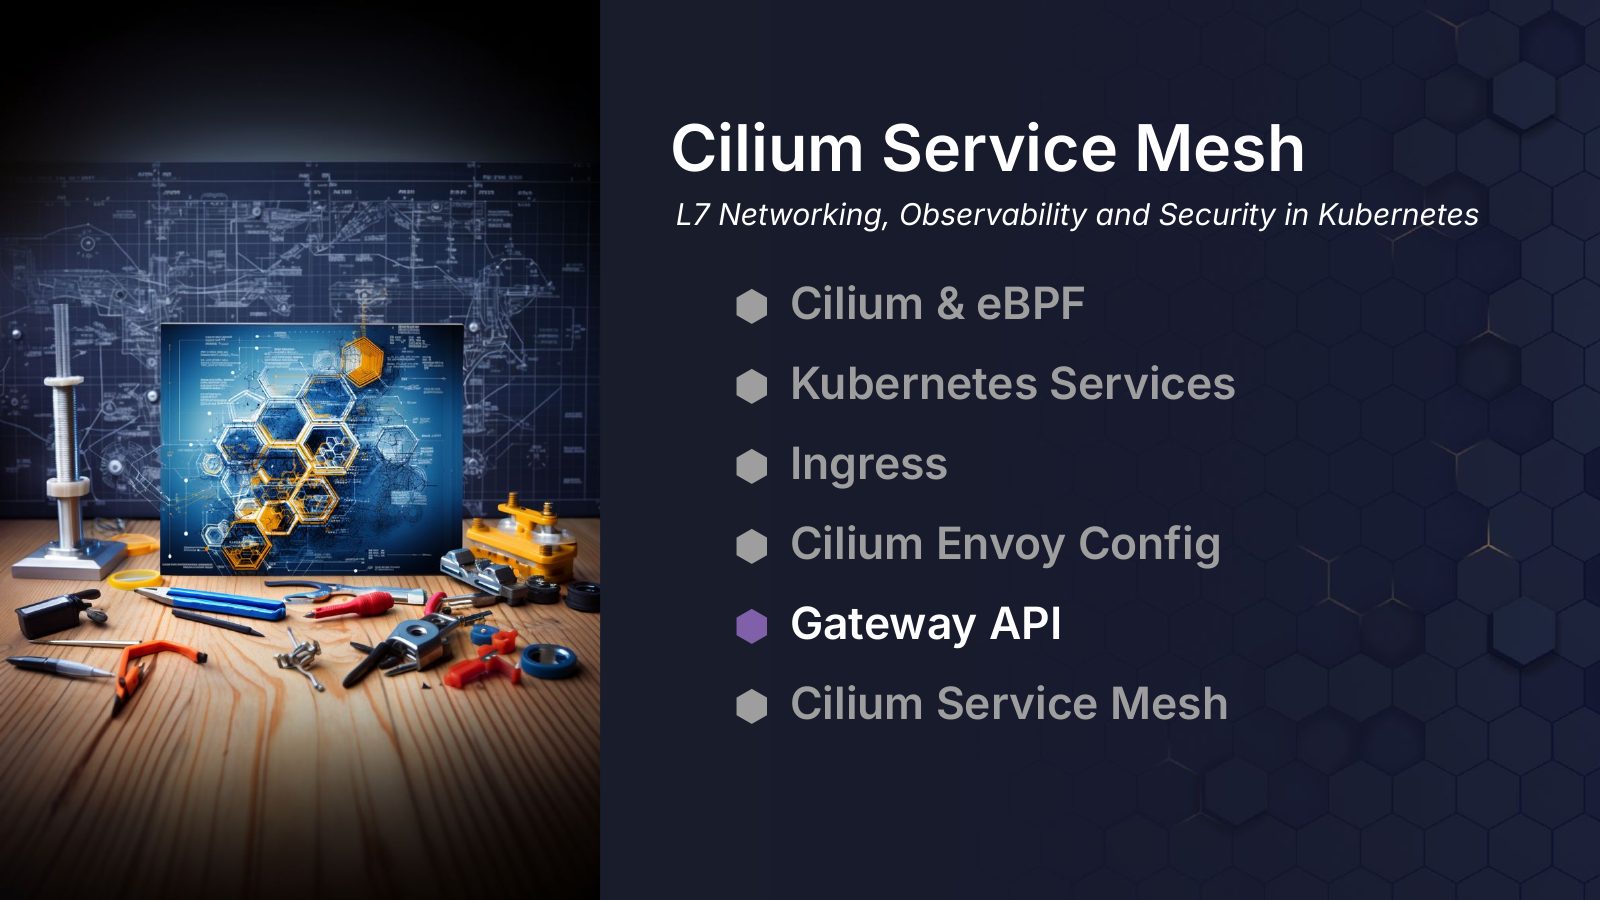 Cilium Service Mesh
L7 Networking, Observability and Security in Kubernetes
Cilium & eBPF
Kubernetes Services
Ingress
Cilium Envoy Config
Gateway API
Cilium Service Mesh